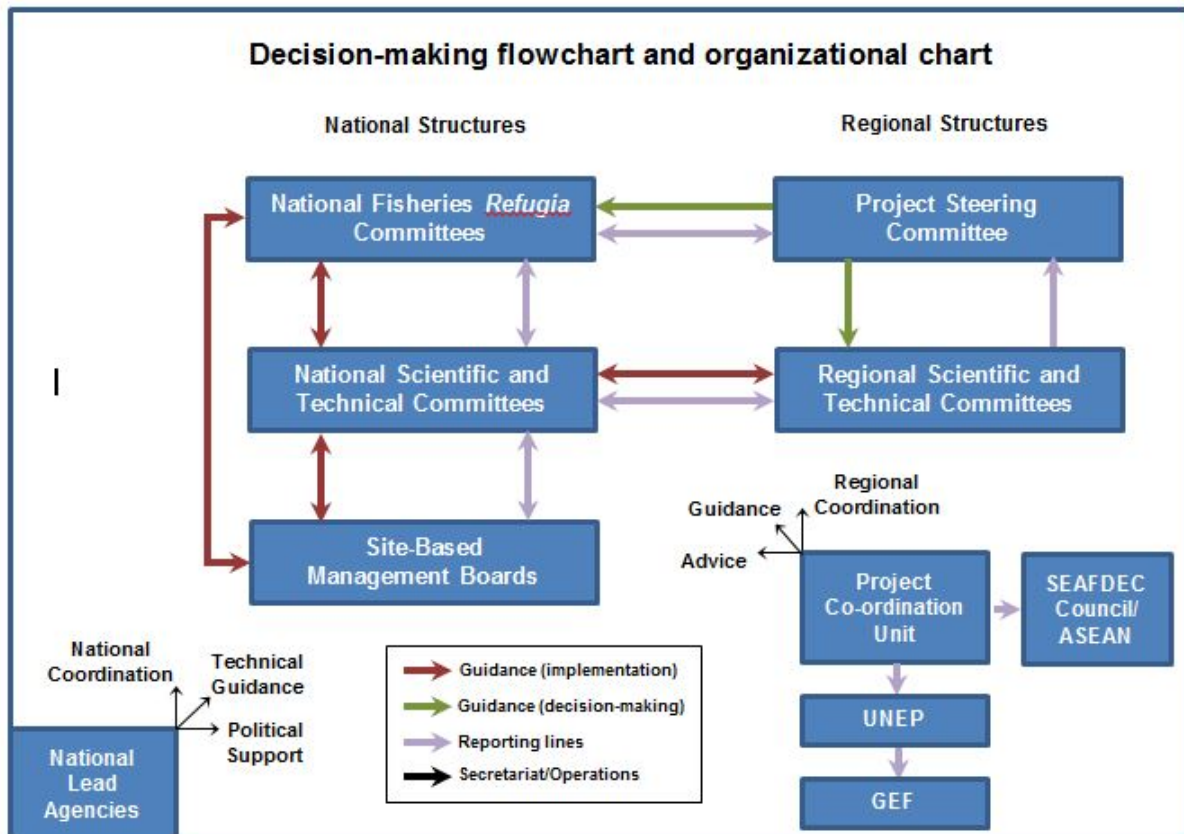 Decision-making flowchart and organizational chart
National Structures
Regional Structures
National Fisheries Refugia
Committees
Project Steering
Committee
National Scientific and
Technical Committees
Regional Scientific and
Technical Committees
Site-Based
Management Boards
Regional
Coordination
Guidance
Advice
Project
Co-ordination
Unit
SEAFDEC
Council/
ASEAN
UNEP
GEF
National
Coordination
Technical
Guidance
Political
Support
National
Lead
Agencies
Guidance (implementation)
Guidance (decision-making)
Reporting lines
Secretariat/Operations